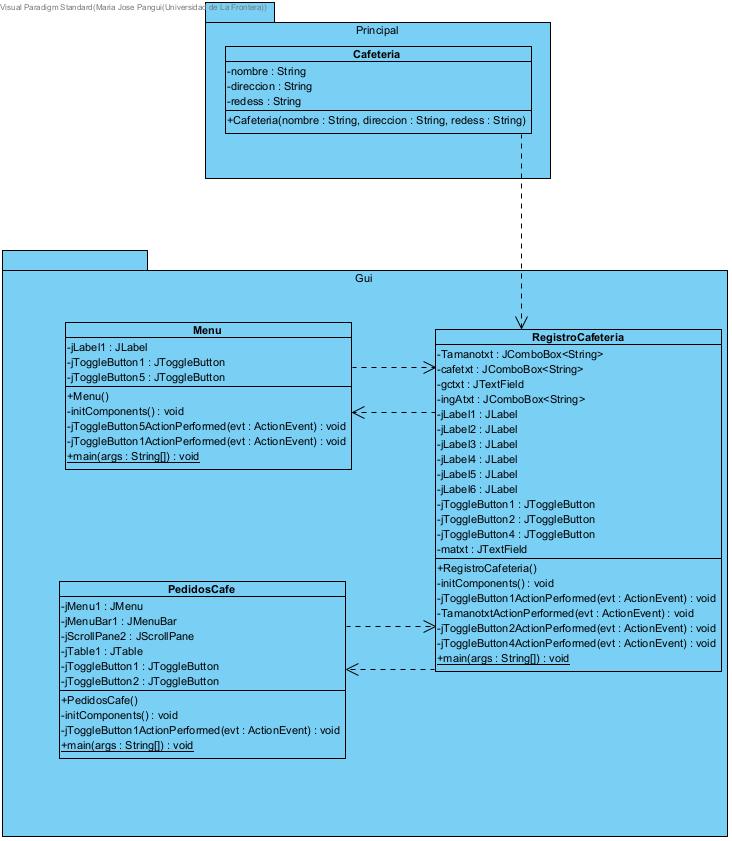 Visual Paradigm Standard(Maria Jose Pangui(Universidad de La Frontera))
Principal
Cafeteria
-nombre : String
-direccion : String
-redess : String
+Cafeteria(nombre : String, direccion : String, redess : String)
Gui
Menu
-jLabel1 : JLabel
-jToggleButton1 : JToggleButton
-jToggleButton5 : JToggleButton
+Menu()
-initComponents() : void
-jToggleButton5ActionPerformed(evt : ActionEvent) : void
-jToggleButton1ActionPerformed(evt : ActionEvent) : void
+main(args : String[]) : void
RegistroCafeteria
-Tamanotxt : JComboBox<String>
-cafetxt : JComboBox<String>
-gctxt : JTextField
-ingAtxt : JComboBox<String>
-jLabel1 : JLabel
-jLabel2 : JLabel
-jLabel3 : JLabel
-jLabel4 : JLabel
-jLabel5 : JLabel
-jLabel6 : JLabel
-jToggleButton1 : JToggleButton
-jToggleButton2 : JToggleButton
-jToggleButton4 : JToggleButton
-matxt : JTextField
+RegistroCafeteria()
-initComponents() : void
-jToggleButton1ActionPerformed(evt : ActionEvent) : void
-TamanotxtActionPerformed(evt : ActionEvent) : void
-jToggleButton2ActionPerformed(evt : ActionEvent) : void
-jToggleButton4ActionPerformed(evt : ActionEvent) : void
+main(args : String[]) : void
PedidosCafe
-jMenu1 : JMenu
-jMenuBar1 : JMenuBar
-jScrollPane2 : JScrollPane
-jTable1 : JTable
-jToggleButton1 : JToggleButton
-jToggleButton2 : JToggleButton
+PedidosCafe()
-initComponents() : void
-jToggleButton1ActionPerformed(evt : ActionEvent) : void
+main(args : String[]) : void